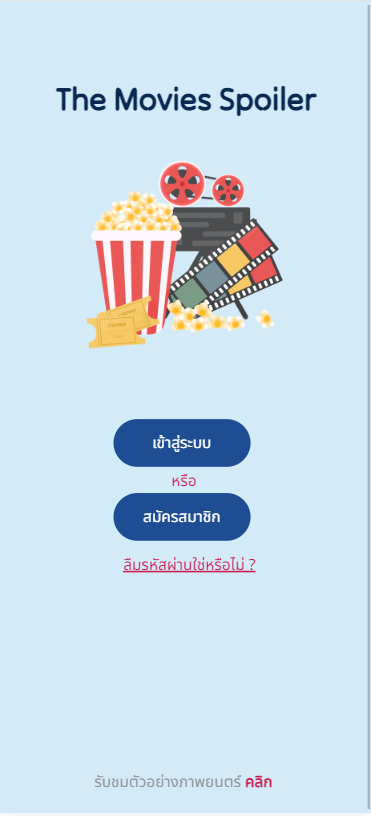 The Movies Spoiler
เข้าสู่ระบบ
หรือ
สมัครสมาชิก
ลืมรหัสผ่านใช่หรือไม่ ?
รับชมตัวอย่างภาพยนตร์ คลิก